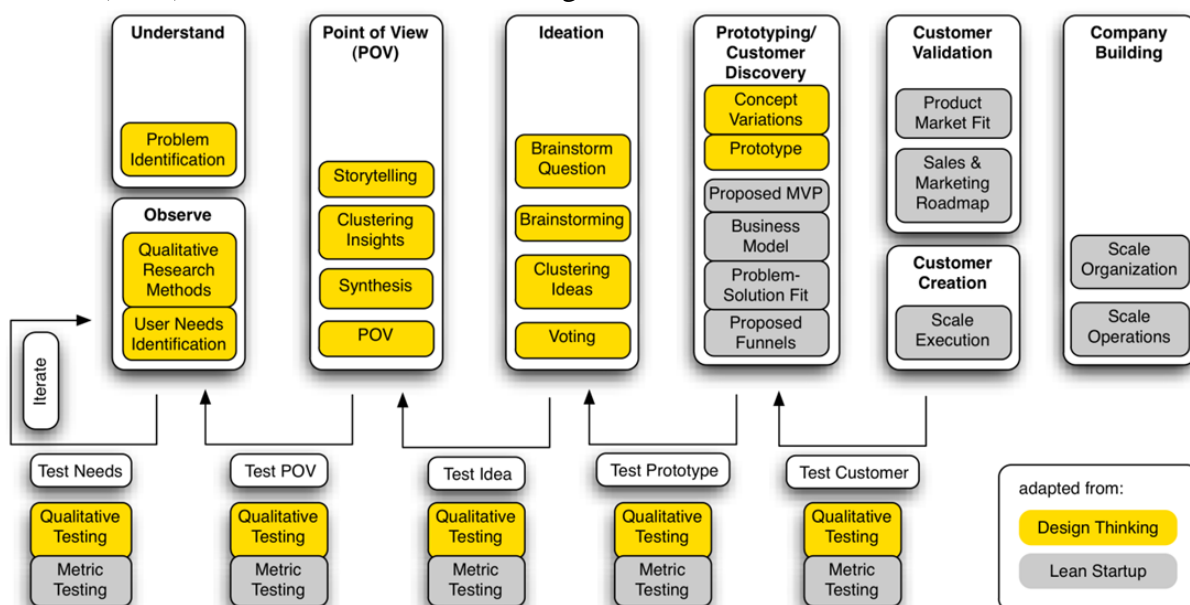 Understand
Problem
Identification
Observe
Qualitative
Research
Methods
User Needs
Identification
Point of View
(POV)
Storytelling
Clustering
Insights
Synthesis
POV
Ideation
Brainstorm
Question
Brainstorming
Clustering
Ideas
Voting
Prototyping/
Customer
Discovery
Concept
Variations
Prototype
Proposed MVP
Business
Model
Problem-
Solution Fit
Proposed
Funnels
Customer
Validation
Product
Market Fit
Sales &
Marketing
Roadmap
Customer
Creation
Scale
Execution
Company
Building
Scale
Organization
Scale
Operations
Iterate
Test Needs
Qualitative
Testing
Metric
Testing
Test POV
Qualitative
Testing
Metric
Testing
Test Idea
Qualitative
Testing
Metric
Testing
Test Prototype
Qualitative
Testing
Metric
Testing
Test Customer
Qualitative
Testing
Metric
Testing
adapted from:
Design Thinking
Lean Startup